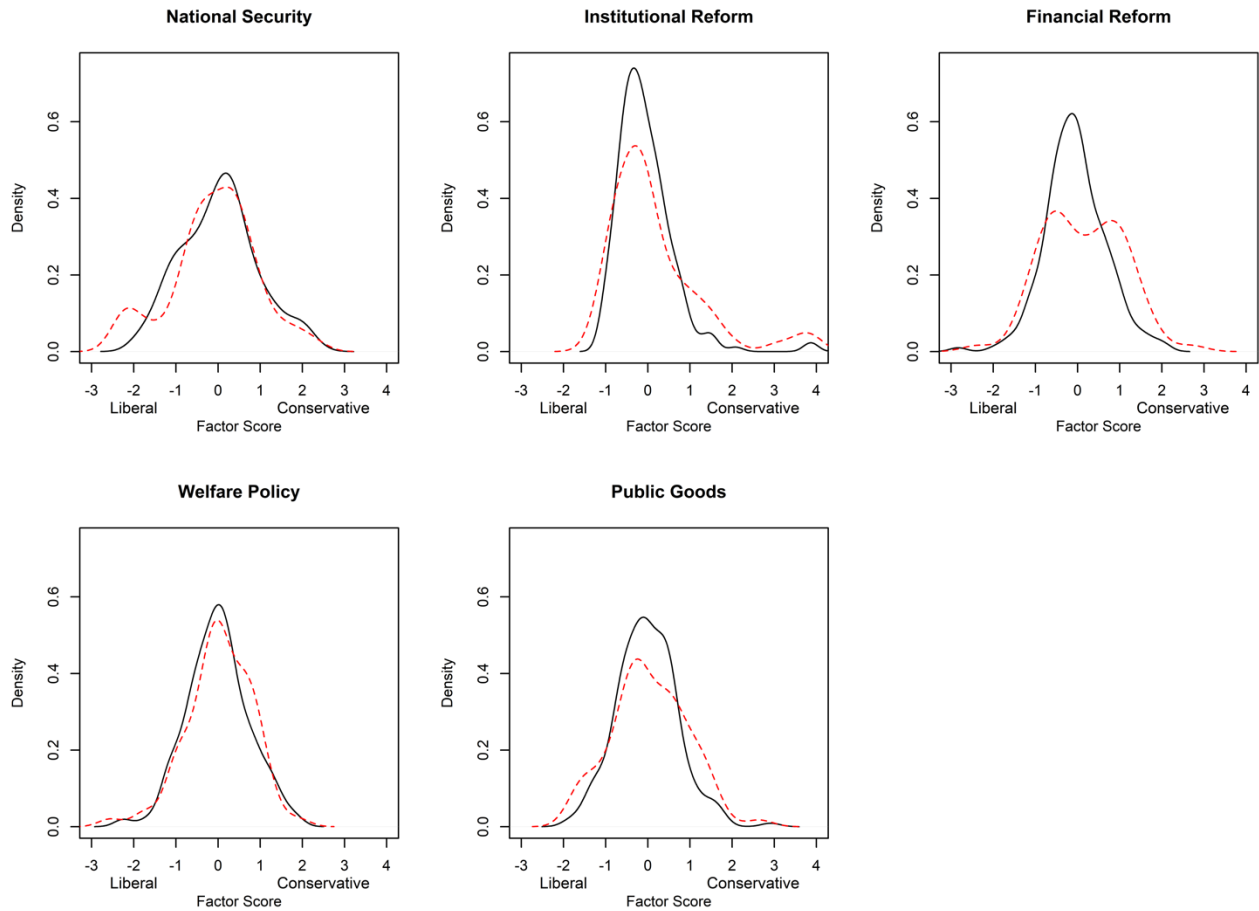 National Security
Density
0.0 0.2 0.4 0.6
-3 -2 -1 0 1 2 3 4
Liberal Conservative
Factor Score
Institutional Reform
Density
0.0 0.2 0.4 0.6
-3 -2 -1 0 1 2 3 4
Liberal Conservative
Factor Score
Financial Reform
Density
0.0 0.2 0.4 0.6
-3 -2 -1 0 1 2 3 4
Liberal Conservative
Factor Score
Welfare Policy
Density
0.0 0.2 0.4 0.6
-3 -2 -1 0 1 2 3 4
Liberal Conservative
Factor Score
Public Goods
Density
0.0 0.2 0.4 0.6
-3 -2 -1 0 1 2 3 4
Liberal Conservative
Factor Score